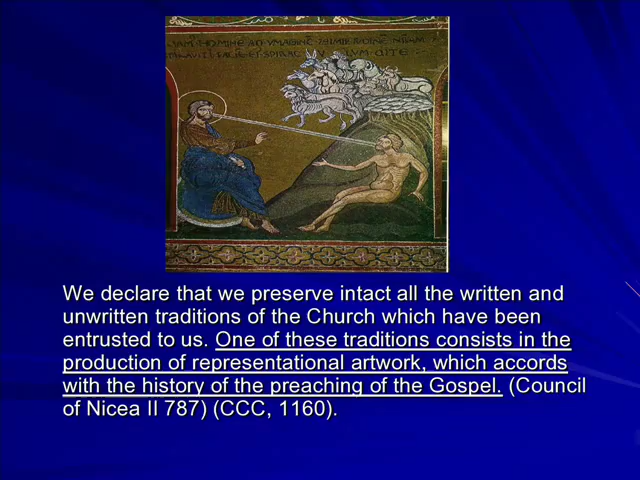 We declare that we preserve intact all the written and
unwritten traditions of the Church which have been
entrusted to us. One of these traditions consists in the
production of representational artwork, which accords
with the history of the preaching of the Gospel. (Council
of Nicea II 787) (CCC, 1160).